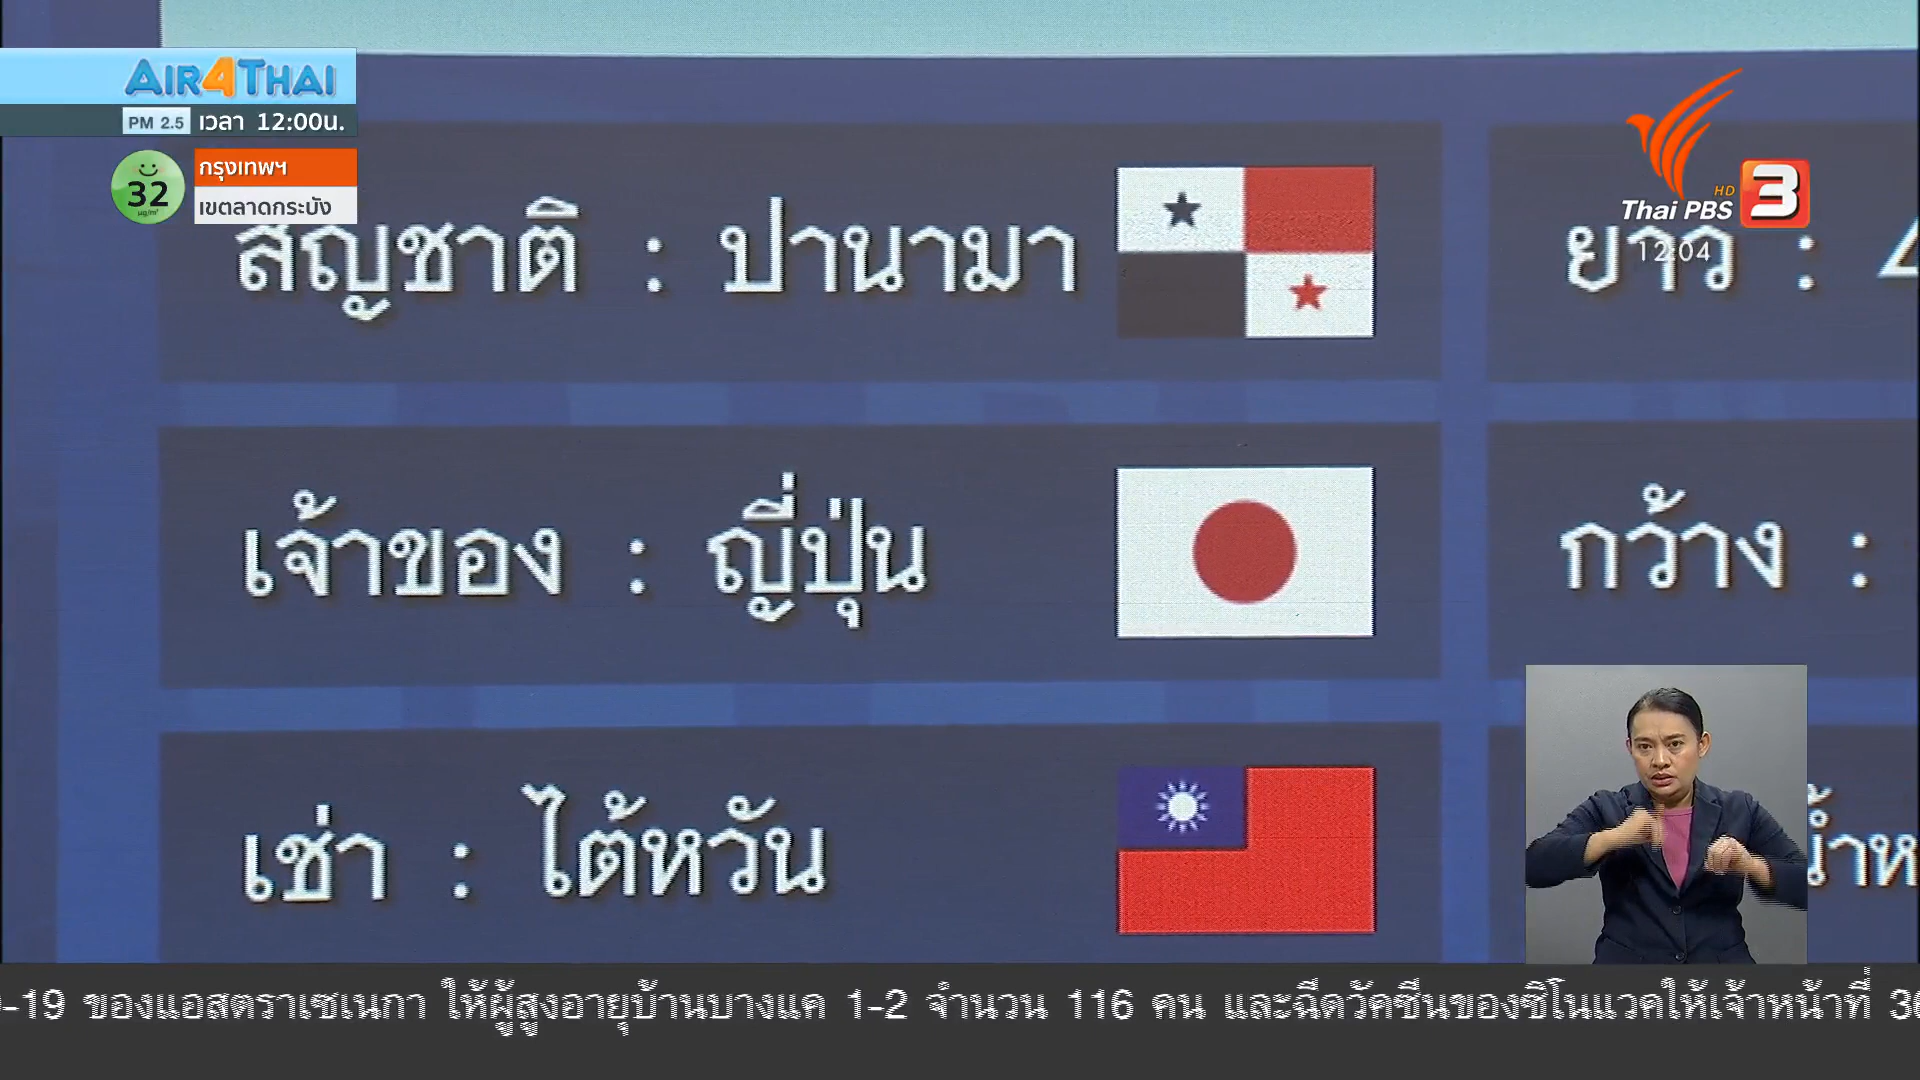 AIR4THAI
PM 2.5 เวลา 12:00น.
32
µg/m³
กรุงเทพฯ
เขตลาดกระบัง
HD
Thai PBS 3
12:04
สัญชาติ : ปานามา
ยาว :
เจ้าของ : ญี่ปุ่น
กว้าง :
เช่า : ไต้หวัน
-19 ของแอสตราเซเนกา ให้ผู้สูงอายุบ้านบางแค 1-2 จำนวน 116 คน และฉีดวัคซีนของซิโนแวคให้เจ้าหน้าที่